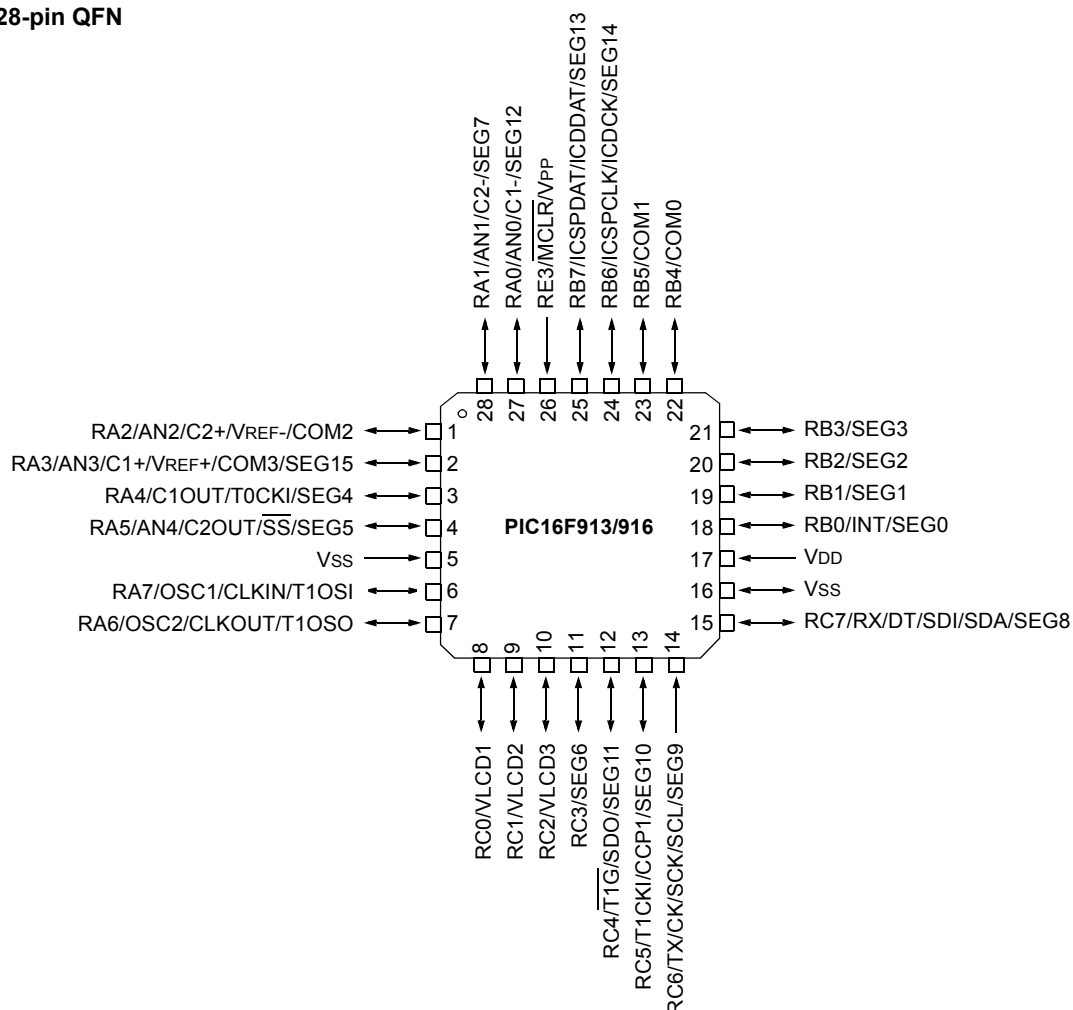 28-pin QFN
RA1/AN1/C2-/SEG7
RA0/AN0/C1-/SEG12
RE3/MCLR/VPP
RB7/ICSPDAT/ICDDAT/SEG13
RB6/ICSPCLK/ICDCK/SEG14
RB5/COM1
RB4/COM0
28
27
26
25
24
23
22
RA2/AN2/C2+/VREF-/COM2
1
RA3/AN3/C1+/VREF+/COM3/SEG15
2
RA4/C1OUT/T0CKI/SEG4
3
RA5/AN4/C2OUT/SS/SEG5
4
VSS
5
RA7/OSC1/CLKIN/T1OSI
6
RA6/OSC2/CLKOUT/T1OSO
7
PIC16F913/916
21
RB3/SEG3
20
RB2/SEG2
19
RB1/SEG1
18
RB0/INT/SEG0
17
VDD
16
VSS
15
RC7/RX/DT/SDI/SDA/SEG8
8
9
10
11
12
13
14
RC0/VLCD1
RC1/VLCD2
RC2/VLCD3
RC3/SEG6
RC4/T1G/SDO/SEG11
RC5/T1CKI/CCP1/SEG10
RC6/TX/CK/SCK/SCL/SEG9